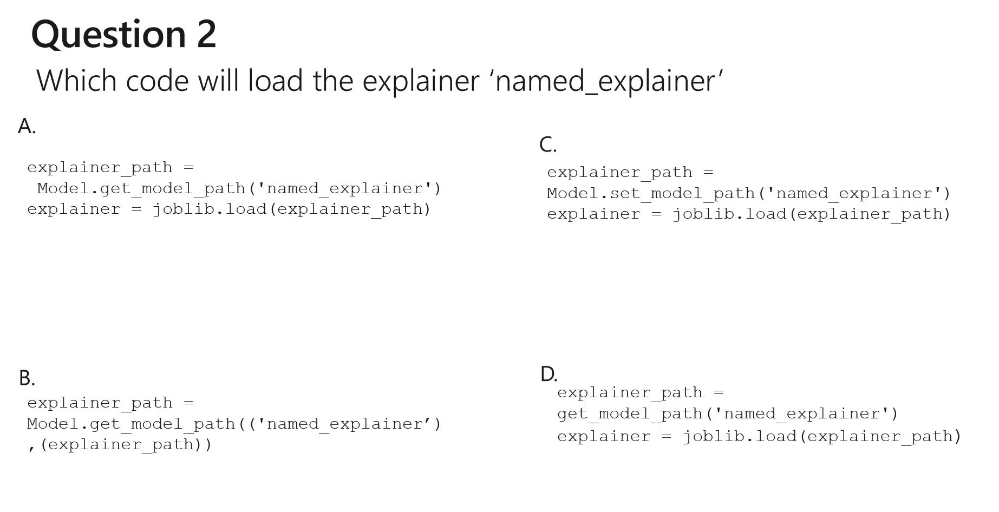 Question 2
Which code will load the explainer ‘named_explainer’
A.
explainer_path =
Model.get_model_path('named_explainer')
explainer = joblib.load(explainer_path)
B.
explainer_path =
Model.get_model_path(('named_explainer’)
,(explainer_path))
C.
explainer_path =
Model.set_model_path('named_explainer')
explainer = joblib.load(explainer_path)
D.
explainer_path =
get_model_path('named_explainer')
explainer = joblib.load(explainer_path)